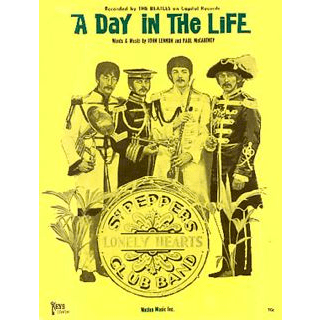 Recorded by THE BEATLES on Capitol Records
A DAY IN THE LIFE
Words & Music by JOHN LENNON and PAUL McCARTNEY
SGT. PEPPERS
LONELY HEARTS
CLUB BAND
KEYS
Maclen Music Inc.